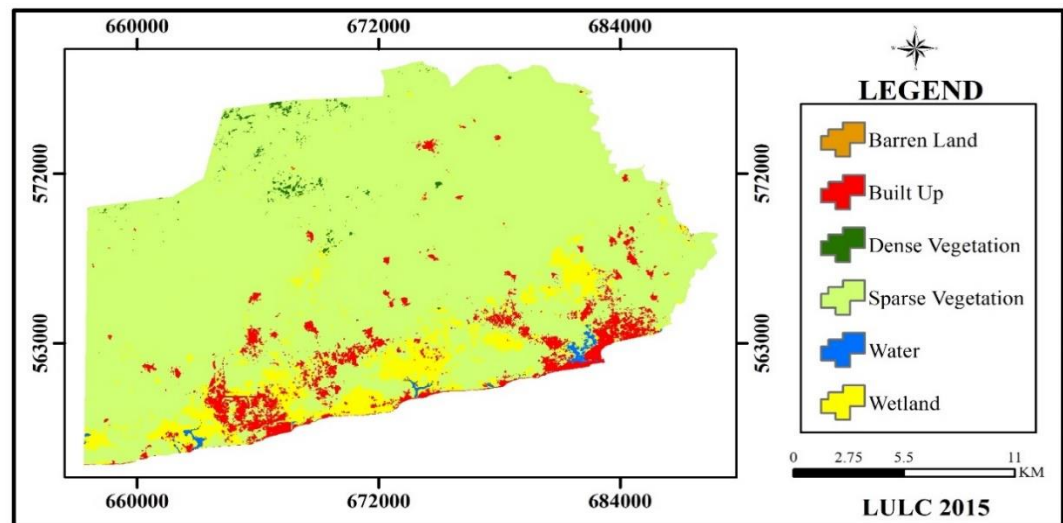 660000 672000 684000
572000 572000
563000 563000
660000 672000 684000
LEGEND
Barren Land
Built Up
Dense Vegetation
Sparse Vegetation
Water
Wetland
0 2.75 5.5 11
KM
LULC 2015